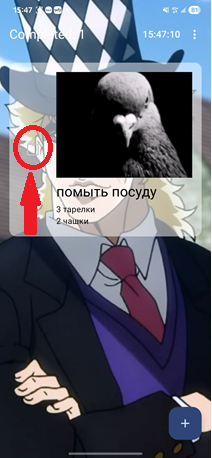 15:47
Completed: 1
15:47:10
помыть посуду
3 тарелки
2 чашки
+